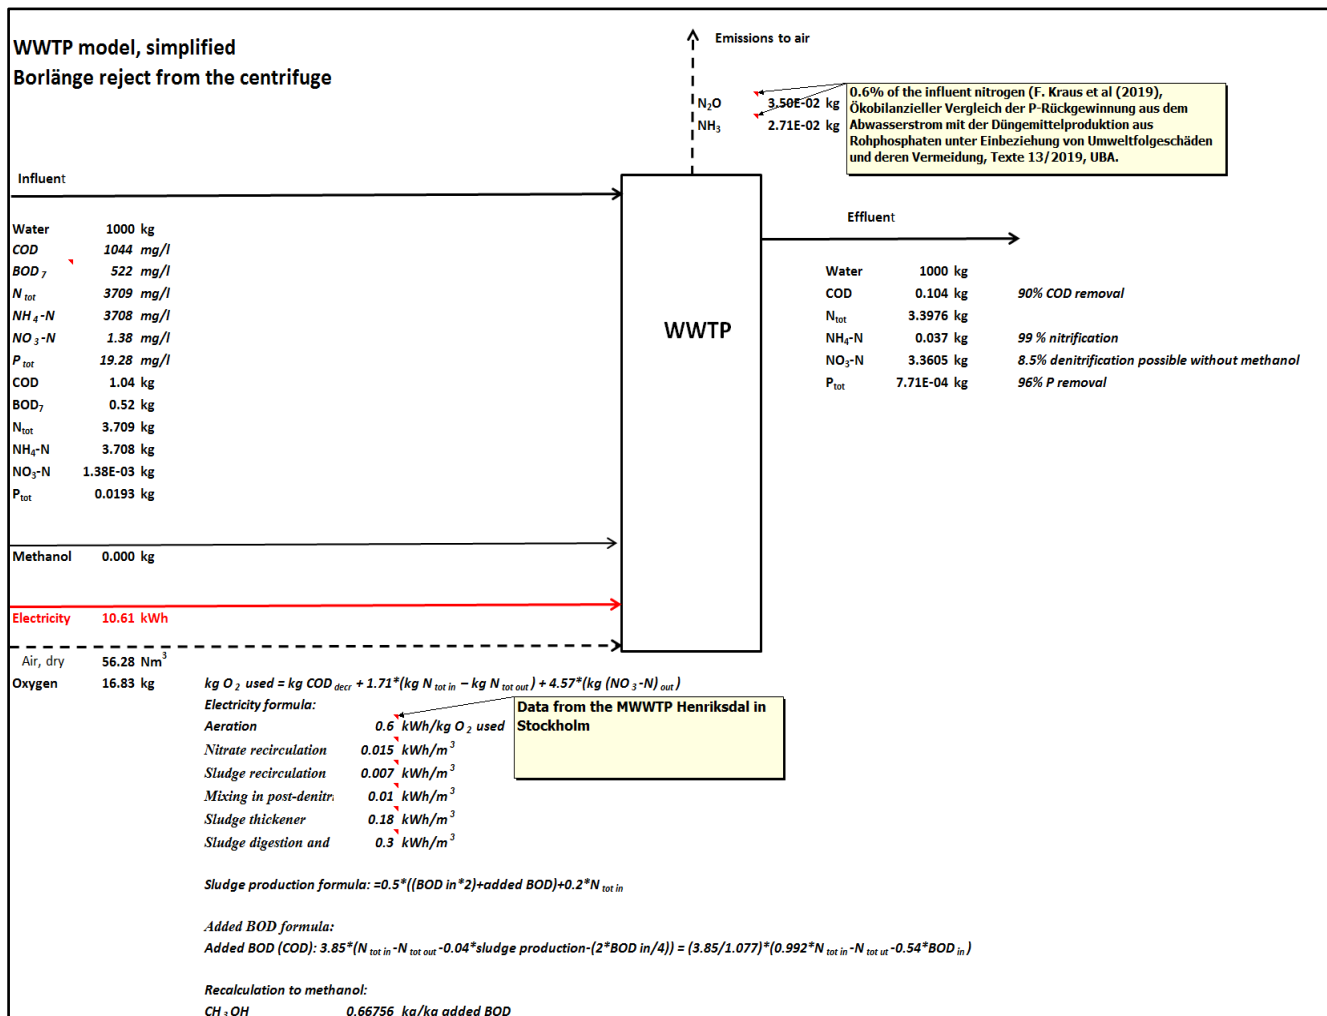 WWTP model, simplified
Borlänge reject from the centrifuge
Emissions to air
N2O 3.50E-02 kg
NH3 2.71E-02 kg
0.6% of the influent nitrogen (F. Kraus et al (2019),
Ökobilanzieller Vergleich der P-Rückgewinnung aus dem
Abwasserstrom mit der Düngemittelproduktion aus
Rohphosphaten unter Einbeziehung von Umweltfolgeschäden
und deren Vermeidung, Texte 13/2019, UBA.
Influent
Water 1000 kg
COD 1044 mg/l
BOD7 522 mg/l
N tot 3709 mg/l
NH4-N 3708 mg/l
NO3-N 1.38 mg/l
P tot 19.28 mg/l
COD 1.04 kg
BOD7 0.52 kg
Ntot 3.709 kg
NH4-N 3.708 kg
NO3-N 1.38E-03 kg
Ptot 0.0193 kg
WWTP
Effluent
Water 1000 kg
COD 0.104 kg 90% COD removal
Ntot 3.3976 kg
NH4-N 0.037 kg 99 % nitrification
NO3-N 3.3605 kg 8.5% denitrification possible without methanol
Ptot 7.71E-04 kg 96% P removal
Methanol 0.000 kg
Electricity 10.61 kWh
Air, dry 56.28 Nm3
Oxygen 16.83 kg
kg O2 used = kg COD decr + 1.71*(kg N tot in – kg N tot out) + 4.57*(kg (NO3-N) out)
Electricity formula:
Aeration 0.6 kWh/kg O2 used
Nitrate recirculation 0.015 kWh/m3
Sludge recirculation 0.007 kWh/m3
Mixing in post-denitr 0.01 kWh/m3
Sludge thickener 0.18 kWh/m3
Sludge digestion and 0.3 kWh/m3
Data from the MWWTP Henriksdal in
Stockholm
Sludge production formula: =0.5*((BOD in*2)+added BOD)+0.2*N tot in
Added BOD formula:
Added BOD (COD): 3.85*(N tot in-N tot out-0.04*sludge production-(2*BOD in/4)) = (3.85/1.077)*(0.992*N tot in-N tot ut-0.54*BOD in)
Recalculation to methanol:
CH3OH 0.66756 kg/kg added BOD